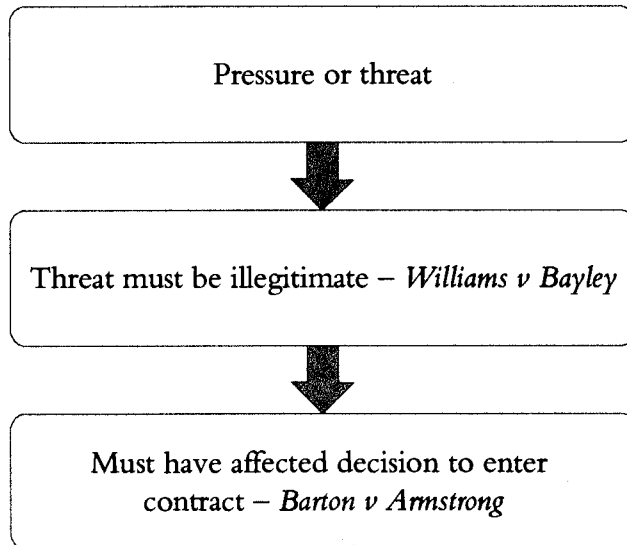 Pressure or threat
Threat must be illegitimate – Williams v Bayley
Must have affected decision to enter
contract – Barton v Armstrong